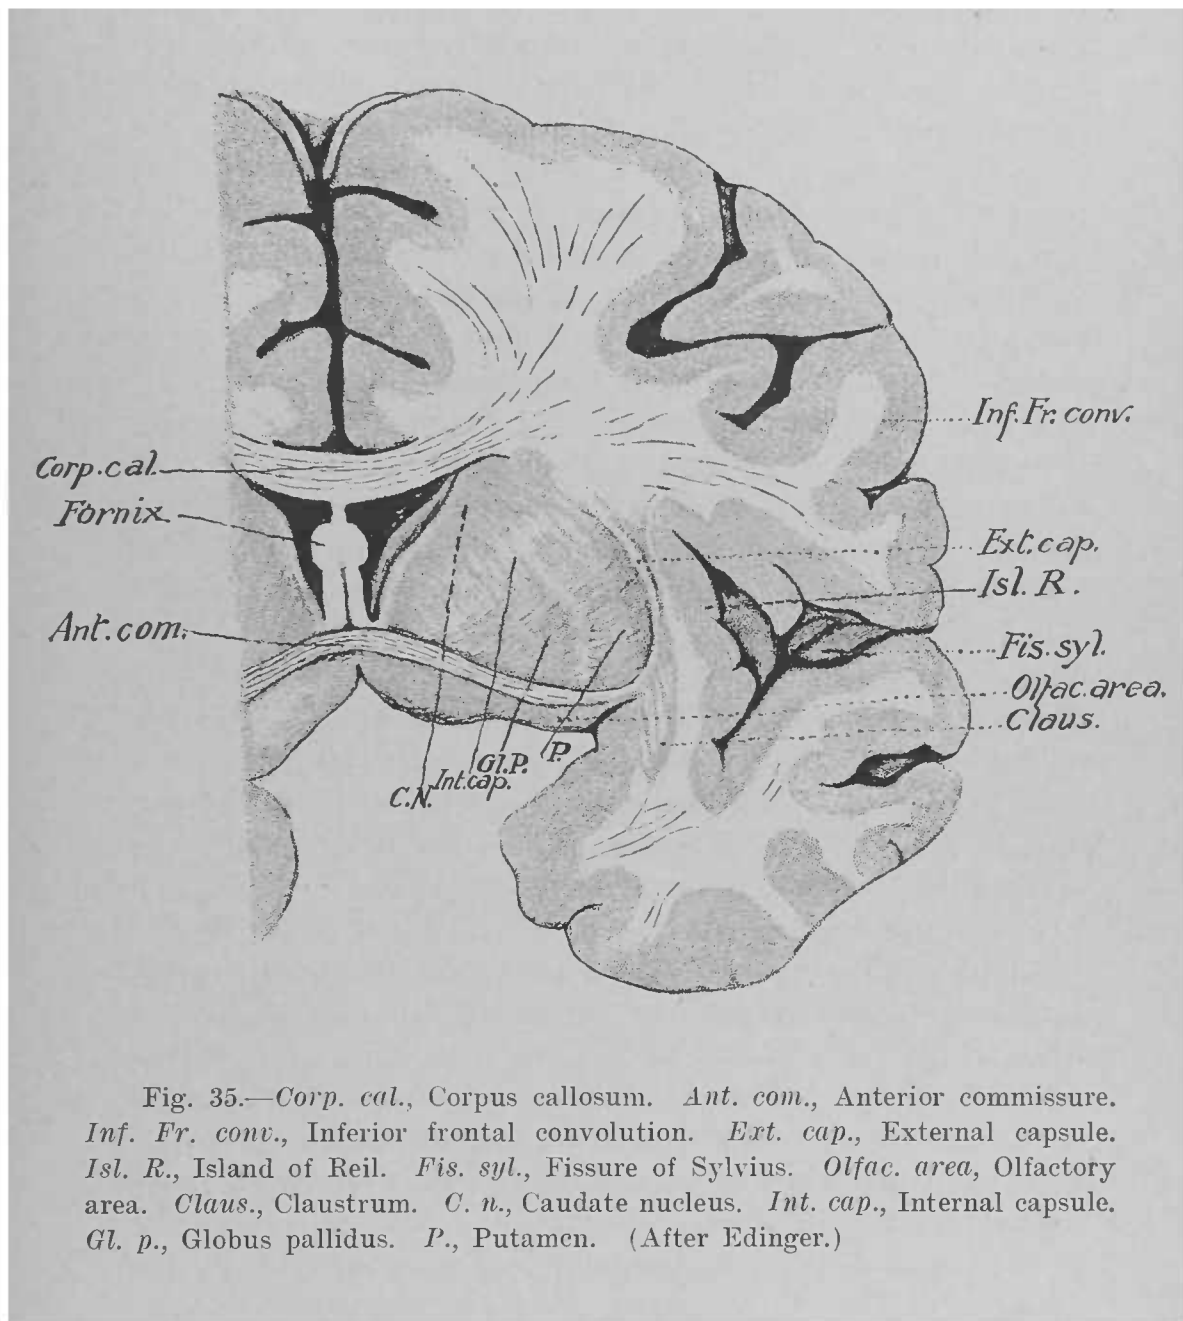 Inf. Fr. conv.
Corp. cal.
Fornix.
Ext. cap.
Isl. R.
Ant. com.
Fis. syl.
Olfac. area.
Claus.
P.
Gl. P.
Int. cap.
C. N.
Fig. 35.—Corp. cal., Corpus callosum. Ant. com., Anterior commissure.
Inf. Fr. conv., Inferior frontal convolution. Ext. cap., External capsule.
Isl. R., Island of Reil. Fis. syl., Fissure of Sylvius. Olfac. area, Olfactory
area. Claus., Claustrum. C. n., Caudate nucleus. Int. cap., Internal capsule.
Gl. p., Globus pallidus. P., Putamen. (After Edinger.)